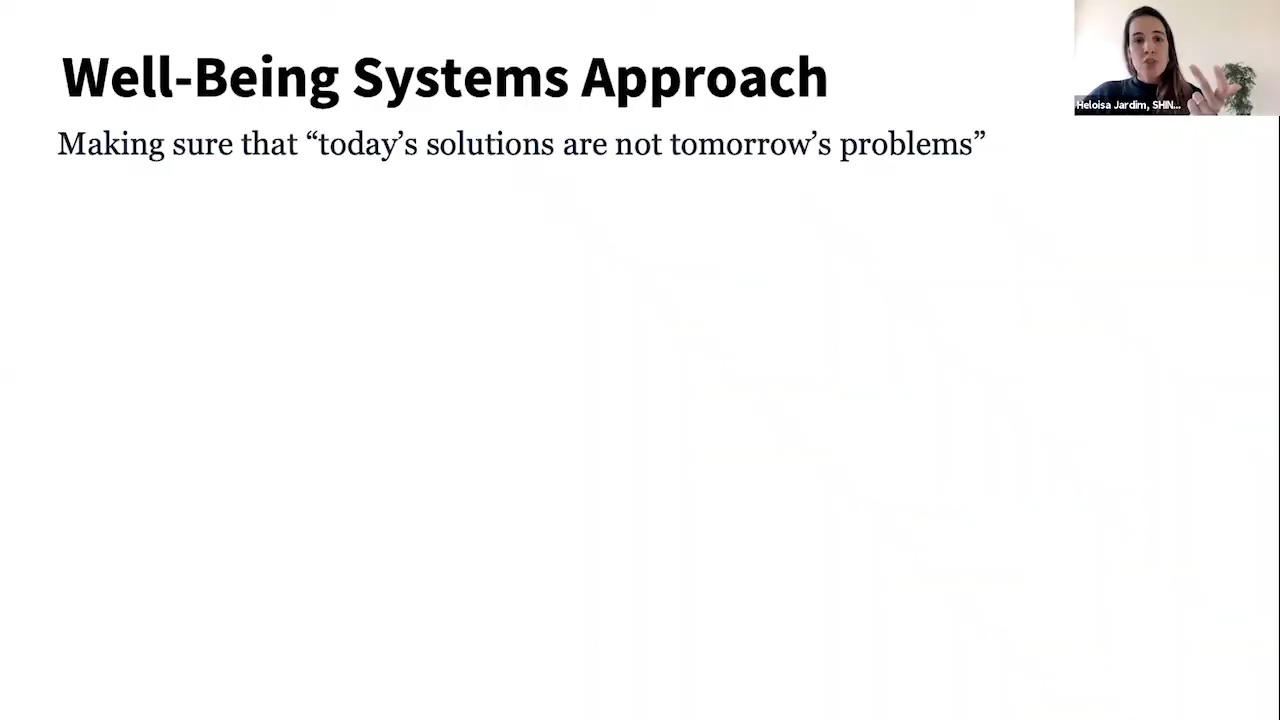 Well-Being Systems Approach
Making sure that “today’s solutions are not tomorrow’s problems”
Heloisa Jardim, SHIN...